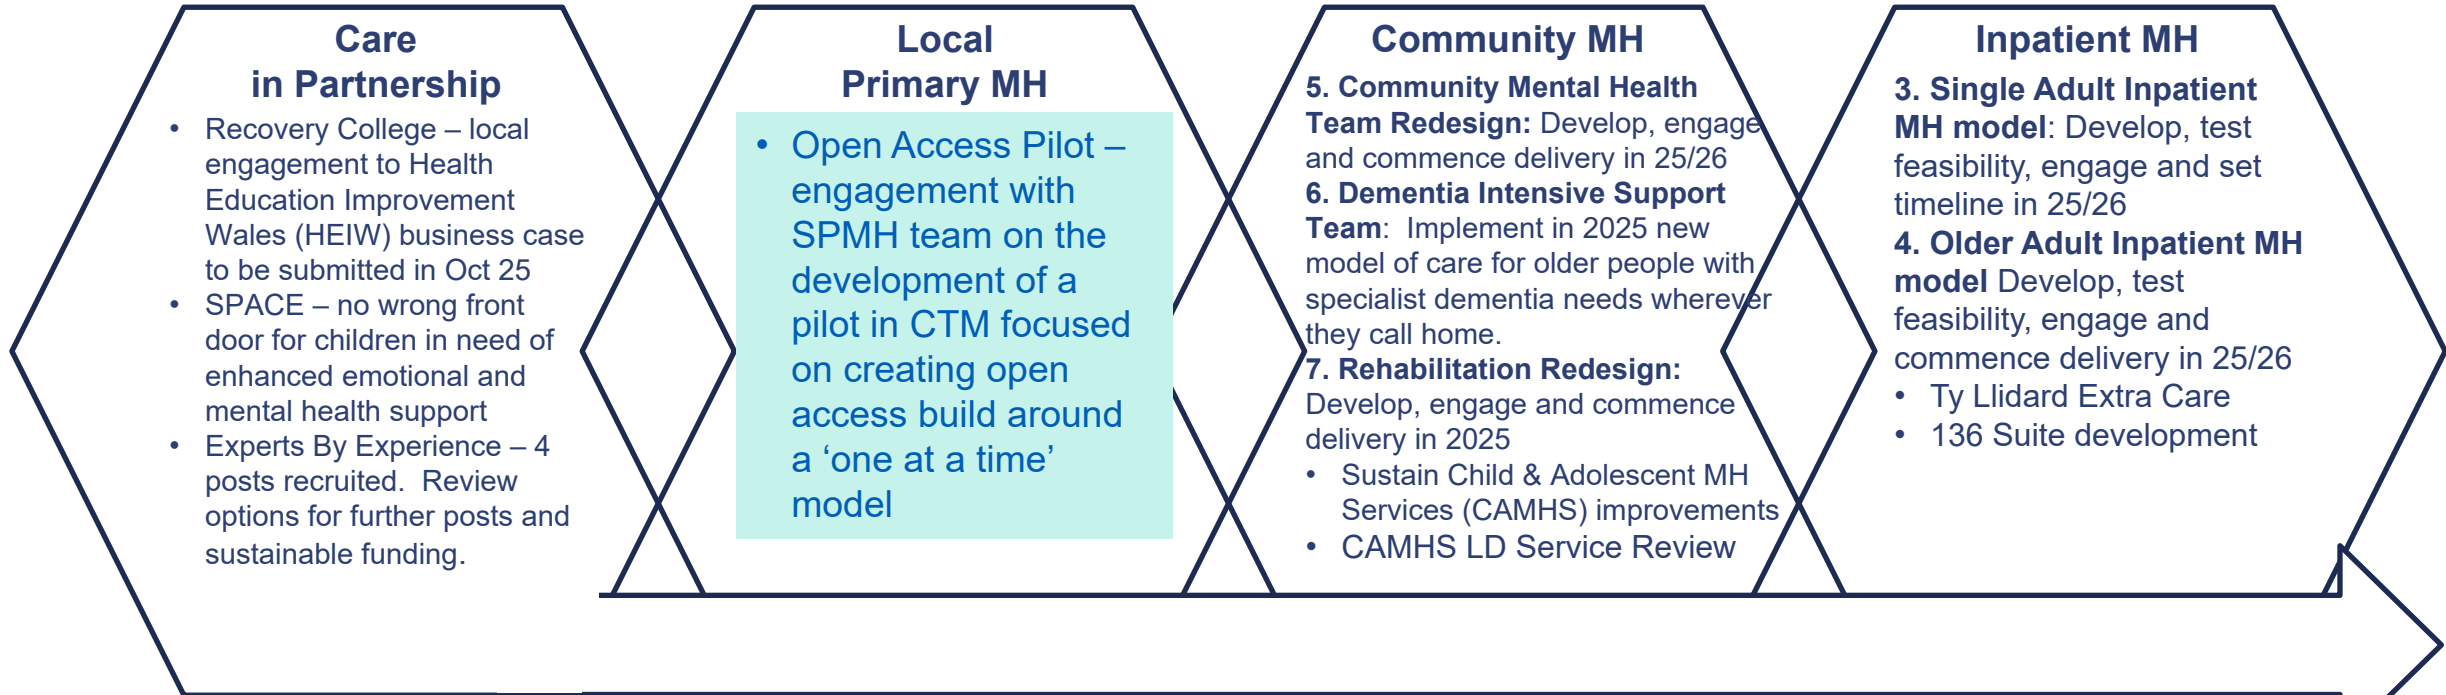 Care
in Partnership
• Recovery College – local
engagement to Health
Education Improvement
Wales (HEIW) business case
to be submitted in Oct 25
• SPACE – no wrong front
door for children in need of
enhanced emotional and
mental health support
• Experts By Experience – 4
posts recruited.  Review
options for further posts and
sustainable funding.
Local
Primary MH
• Open Access Pilot –
engagement with
SPMH team on the
development of a
pilot in CTM focused
on creating open
access build around
a ‘one at a time’
model
Community MH
5. Community Mental Health
Team Redesign: Develop, engage
and commence delivery in 25/26
6. Dementia Intensive Support
Team:  Implement in 2025 new
model of care for older people with
specialist dementia needs wherever
they call home.
7. Rehabilitation Redesign:
Develop, engage and commence
delivery in 2025
• Sustain Child & Adolescent MH
Services (CAMHS) improvements
• CAMHS LD Service Review
Inpatient MH
3. Single Adult Inpatient
MH model: Develop, test
feasibility, engage and set
timeline in 25/26
4. Older Adult Inpatient MH
model Develop, test
feasibility, engage and
commence delivery in 25/26
• Ty Llidard Extra Care
• 136 Suite development